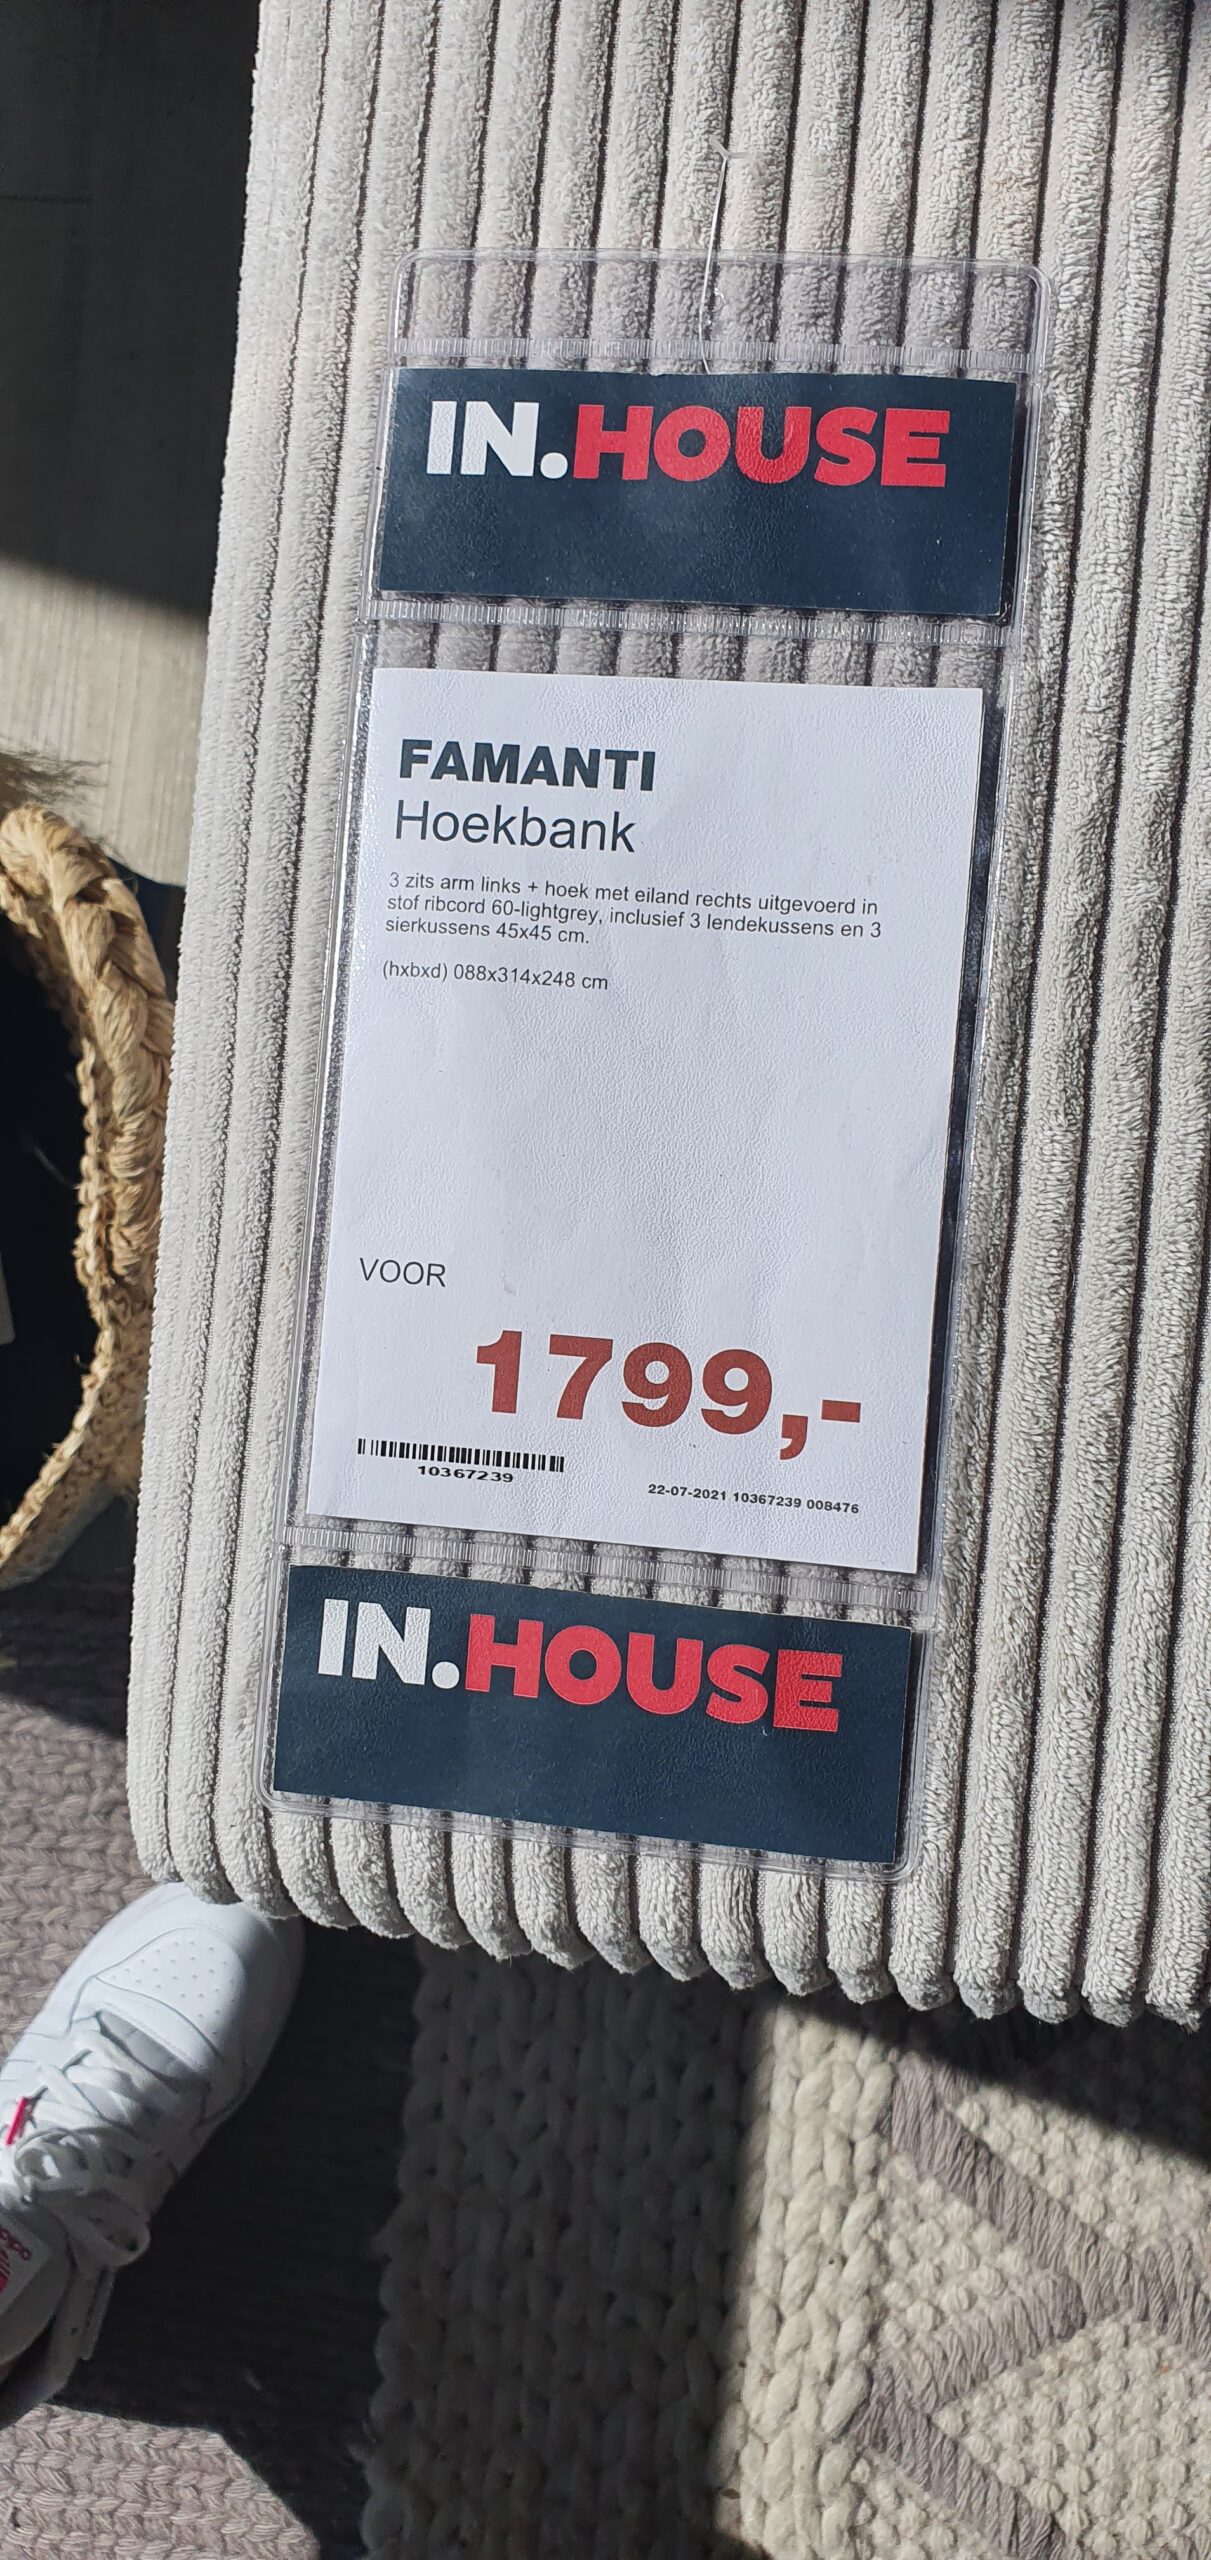 IN.HOUSE
FAMANTI
Hoekbank
3 zits arm links + hoek met eiland rechts uitgevoerd in
stof ribcord 60-lightgrey, inclusief 3 lendekussens en 3
sierkussens 45x45 cm.
(hxbxd) 088x314x248 cm
VOOR
1799,-
10367239
22-07-2021 10367239 008476
IN.HOUSE